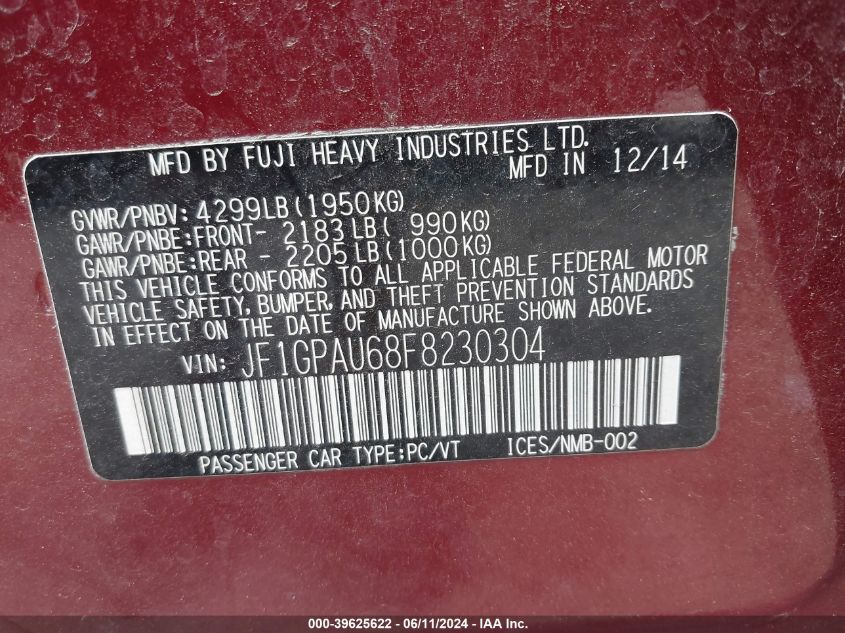 MFD BY FUJI HEAVY INDUSTRIES LTD.
MFD IN 12/14
GVWR/PNBV: 4299LB(1950KG)
GAWR/PNBE:FRONT- 2183LB( 990KG)
GAWR/PNBE:REAR - 2205LB(1000KG)
THIS VEHICLE CONFORMS TO ALL APPLICABLE FEDERAL MOTOR
VEHICLE SAFETY, BUMPER, AND THEFT PREVENTION STANDARDS
IN EFFECT ON THE DATE OF MANUFACTURE SHOWN ABOVE.
VIN: JF1GPAU68F8230304
PASSENGER CAR TYPE:PC/VT ICES/NMB-002
000-39625622 - 06/11/2024 - IAA Inc.